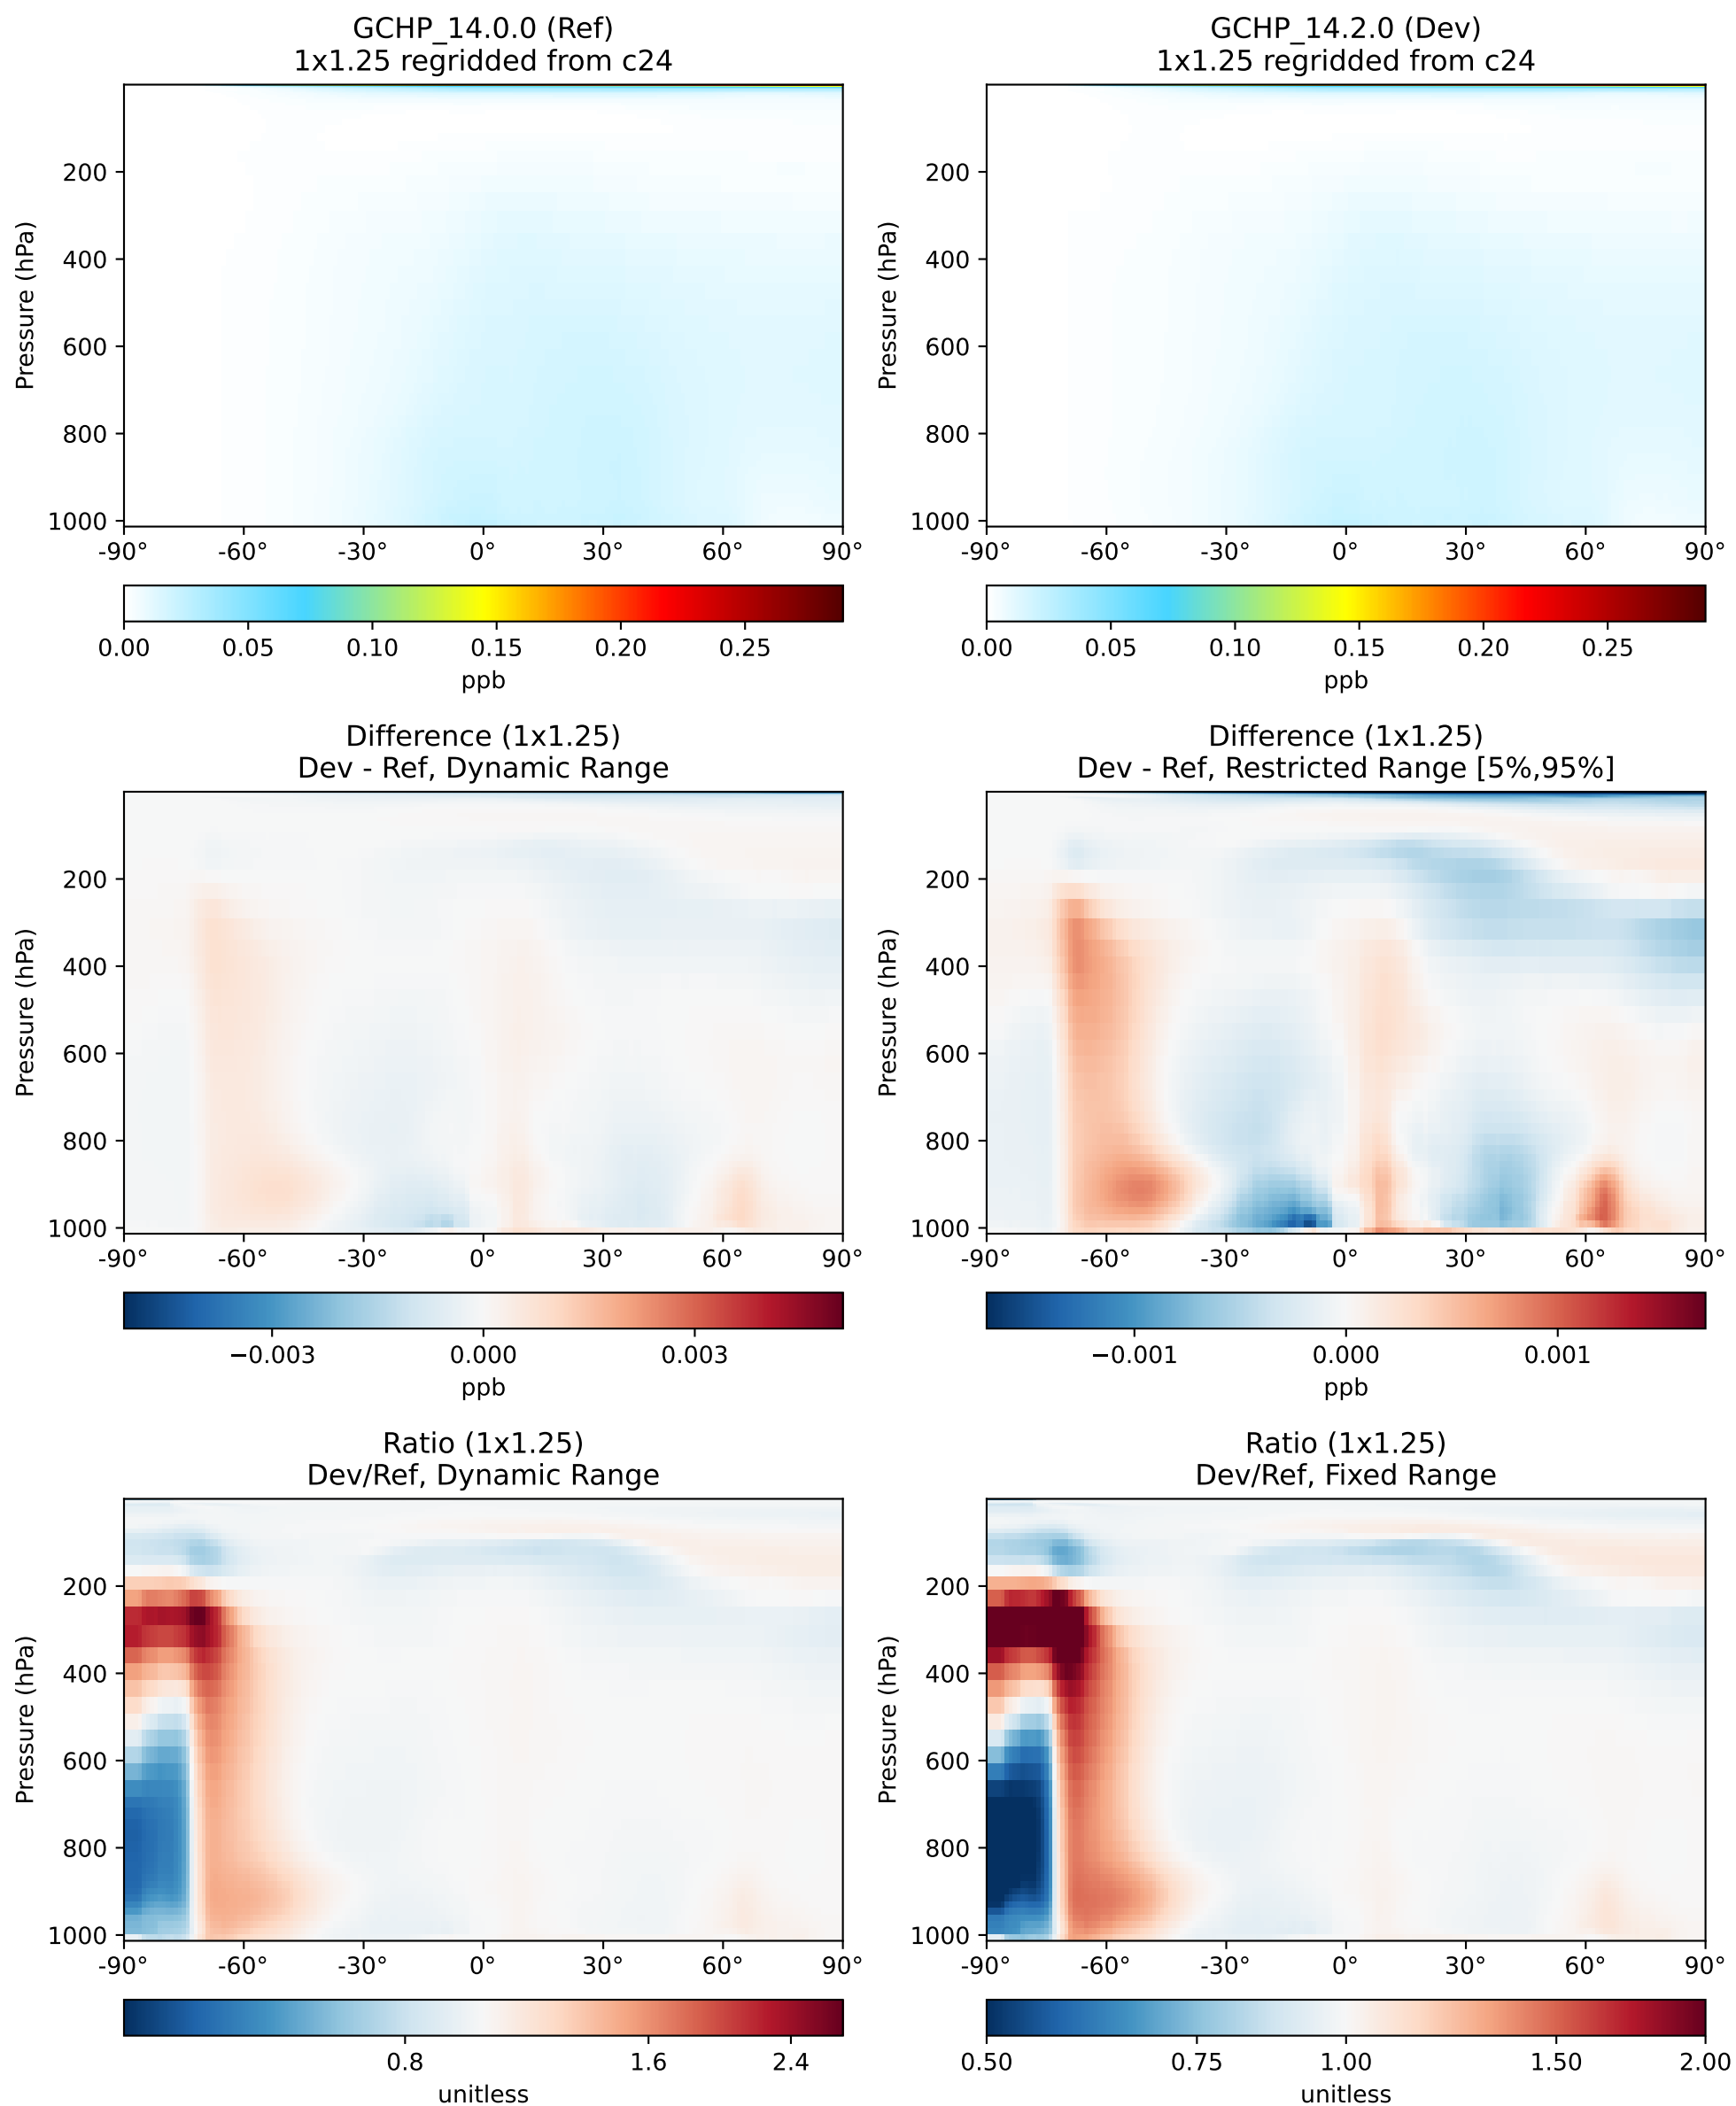 GCHP_14.0.0 (Ref)
1x1.25 regridded from c24
Pressure (hPa)
200
400
600
800
1000
-90° -60° -30° 0° 30° 60° 90°
0.00 0.05 0.10 0.15 0.20 0.25
ppb
GCHP_14.2.0 (Dev)
1x1.25 regridded from c24
Pressure (hPa)
200
400
600
800
1000
-90° -60° -30° 0° 30° 60° 90°
0.00 0.05 0.10 0.15 0.20 0.25
ppb
Difference (1x1.25)
Dev - Ref, Dynamic Range
Pressure (hPa)
200
400
600
800
1000
-90° -60° -30° 0° 30° 60° 90°
−0.003 0.000 0.003
ppb
Difference (1x1.25)
Dev - Ref, Restricted Range [5%,95%]
Pressure (hPa)
200
400
600
800
1000
-90° -60° -30° 0° 30° 60° 90°
−0.001 0.000 0.001
ppb
Ratio (1x1.25)
Dev/Ref, Dynamic Range
Pressure (hPa)
200
400
600
800
1000
-90° -60° -30° 0° 30° 60° 90°
0.8 1.6 2.4
unitless
Ratio (1x1.25)
Dev/Ref, Fixed Range
Pressure (hPa)
200
400
600
800
1000
-90° -60° -30° 0° 30° 60° 90°
0.50 0.75 1.00 1.50 2.00
unitless